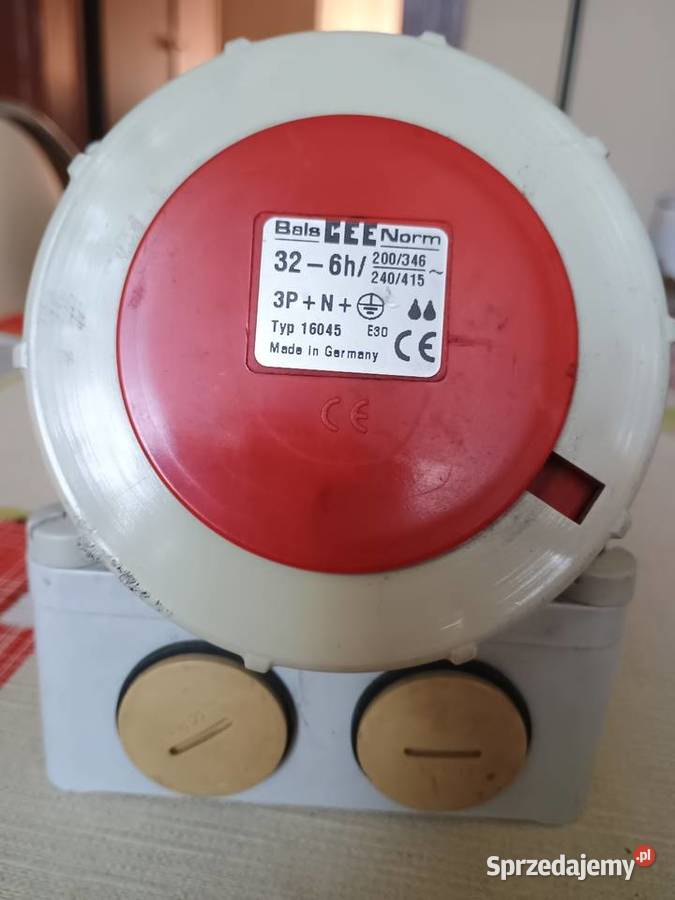 Bals CEE Norm
32 – 6h/ 200/346 ~
240/415
3P + N + ⏚
Typ 16045 E30
Made in Germany CE
CE
Sprzedajemy.pl